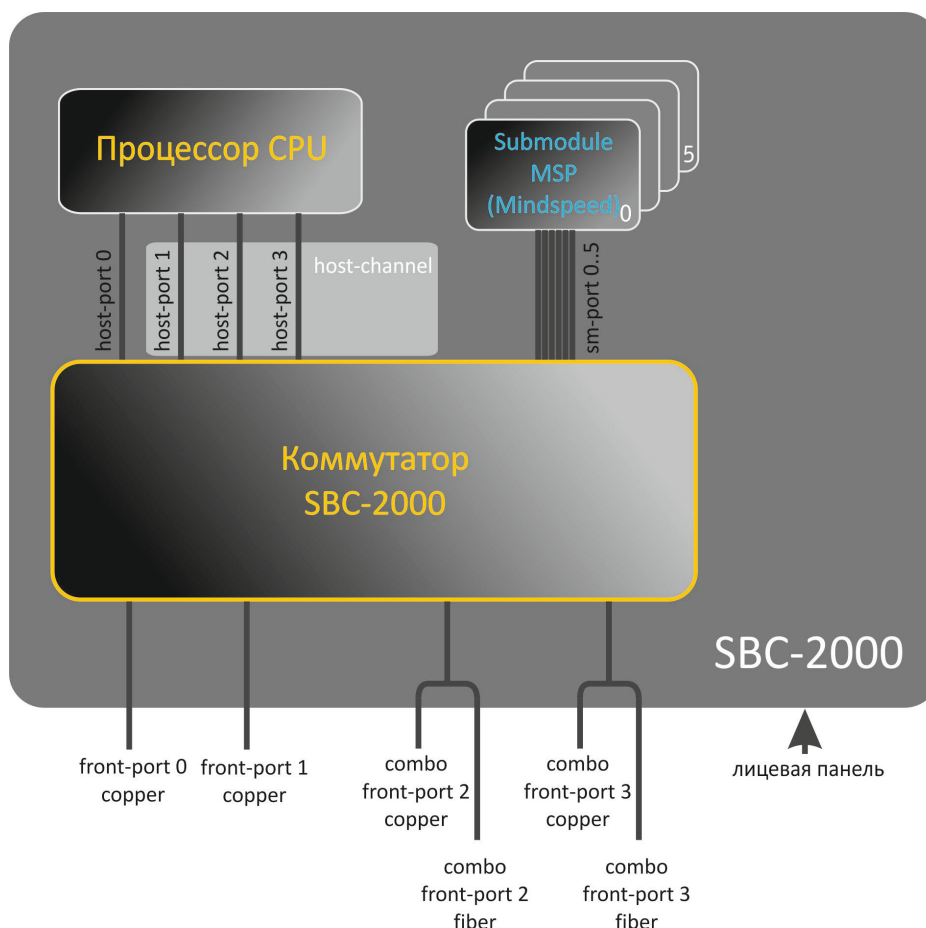 Процессор CPU
Submodule
MSP
(Mindspeed)
0
5
host-port 0
host-port 1
host-port 2
host-port 3
host-channel
sm-port 0..5
Коммутатор
SBC-2000
SBC-2000
front-port 0
copper
front-port 1
copper
combo
front-port 2
copper
combo
front-port 3
copper
лицевая панель
combo
front-port 2
fiber
combo
front-port 3
fiber